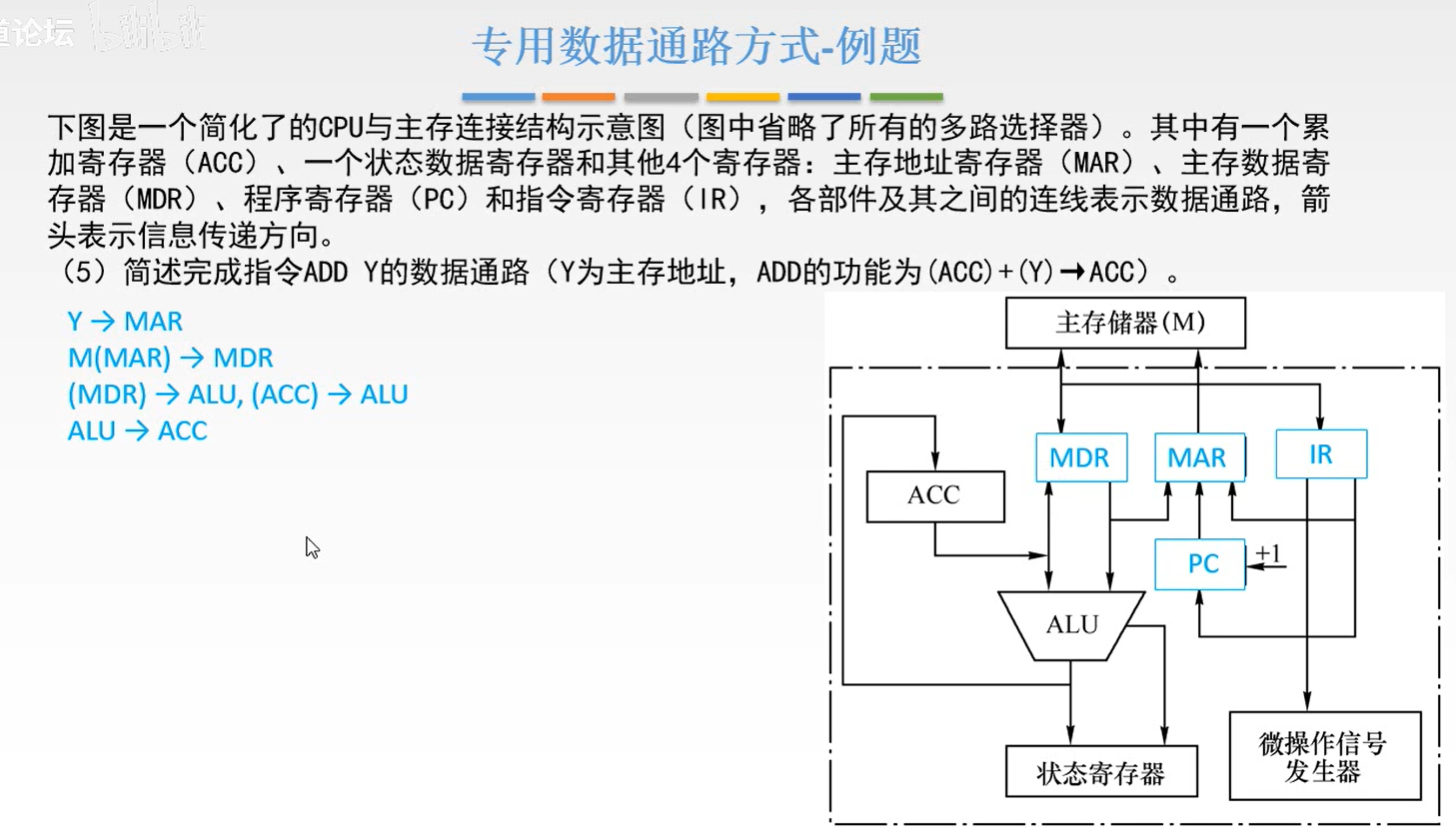 道论坛 bilibili
专用数据通路方式-例题
下图是一个简化了的CPU与主存连接结构示意图（图中省略了所有的多路选择器）。其中有一个累
加寄存器（ACC）、一个状态数据寄存器和其他4个寄存器：主存地址寄存器（MAR）、主存数据寄
存器（MDR）、程序寄存器（PC）和指令寄存器（IR），各部件及其之间的连线表示数据通路，箭
头表示信息传递方向。
（5）简述完成指令ADD Y的数据通路（Y为主存地址，ADD的功能为(ACC)+(Y)→ACC）。
Y → MAR
M(MAR) → MDR
(MDR) → ALU, (ACC) → ALU
ALU → ACC
主存储器(M)
MDR
MAR
IR
ACC
PC
+1
ALU
状态寄存器
微操作信号
发生器